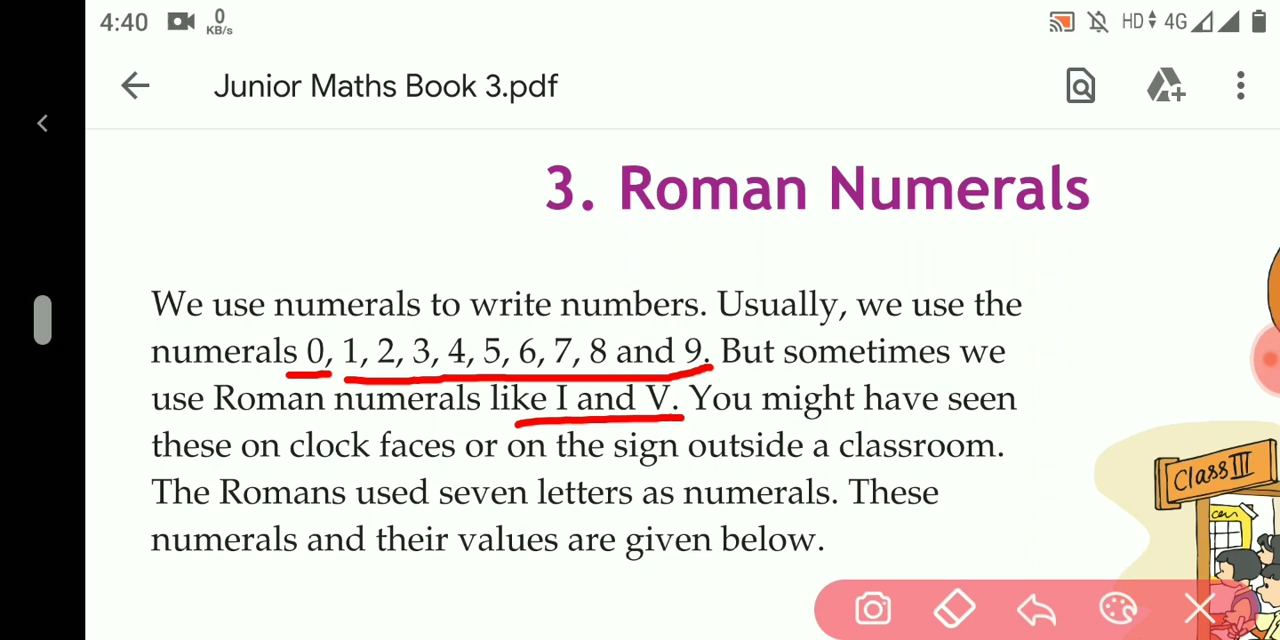 4:40 0 KB/s HD 4G
Junior Maths Book 3.pdf
3. Roman Numerals
We use numerals to write numbers. Usually, we use the
numerals 0, 1, 2, 3, 4, 5, 6, 7, 8 and 9. But sometimes we
use Roman numerals like I and V. You might have seen
these on clock faces or on the sign outside a classroom.
The Romans used seven letters as numerals. These
numerals and their values are given below.
Class III